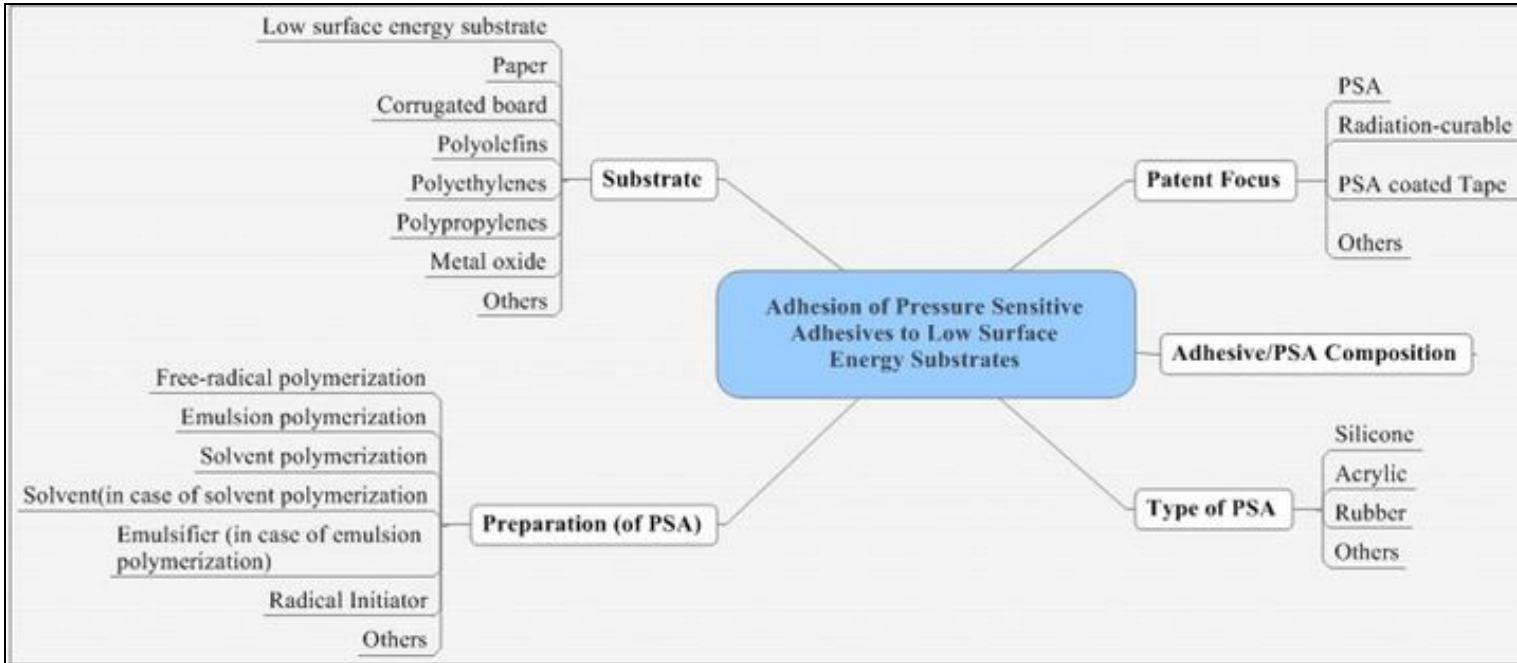 Low surface energy substrate
Paper
Corrugated board
Polyolefins
Polyethylenes
Polypropylenes
Metal oxide
Others
Substrate
Patent Focus
PSA
Radiation-curable
PSA coated Tape
Others
Adhesion of Pressure Sensitive
Adhesives to Low Surface
Energy Substrates
Adhesive/PSA Composition
Free-radical polymerization
Emulsion polymerization
Solvent polymerization
Solvent(in case of solvent polymerization
Emulsifier (in case of emulsion
polymerization)
Radical Initiator
Others
Preparation (of PSA)
Type of PSA
Silicone
Acrylic
Rubber
Others